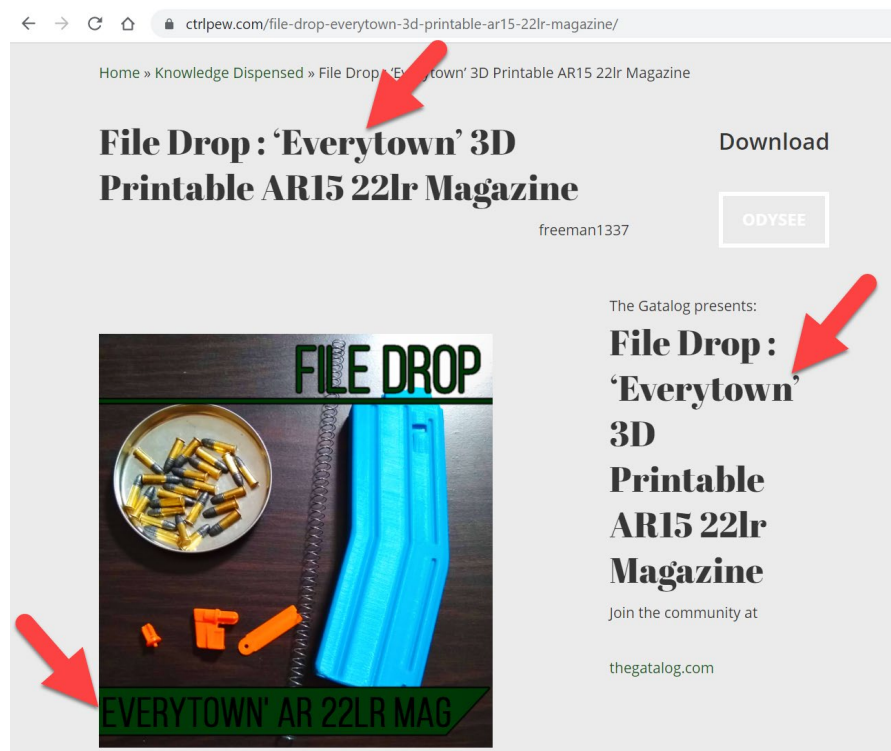 ctrlpew.com/file-drop-everytown-3d-printable-ar15-22lr-magazine/
Home » Knowledge Dispensed » File Drop : ‘Everytown’ 3D Printable AR15 22lr Magazine
File Drop : ‘Everytown’ 3D
Printable AR15 22lr Magazine
freeman1337
Download
ODYSEE
The Gatalog presents:
File Drop :
‘Everytown’
3D
Printable
AR15 22lr
Magazine
Join the community at
thegatalog.com
FILE DROP
EVERYTOWN' AR 22LR MAG